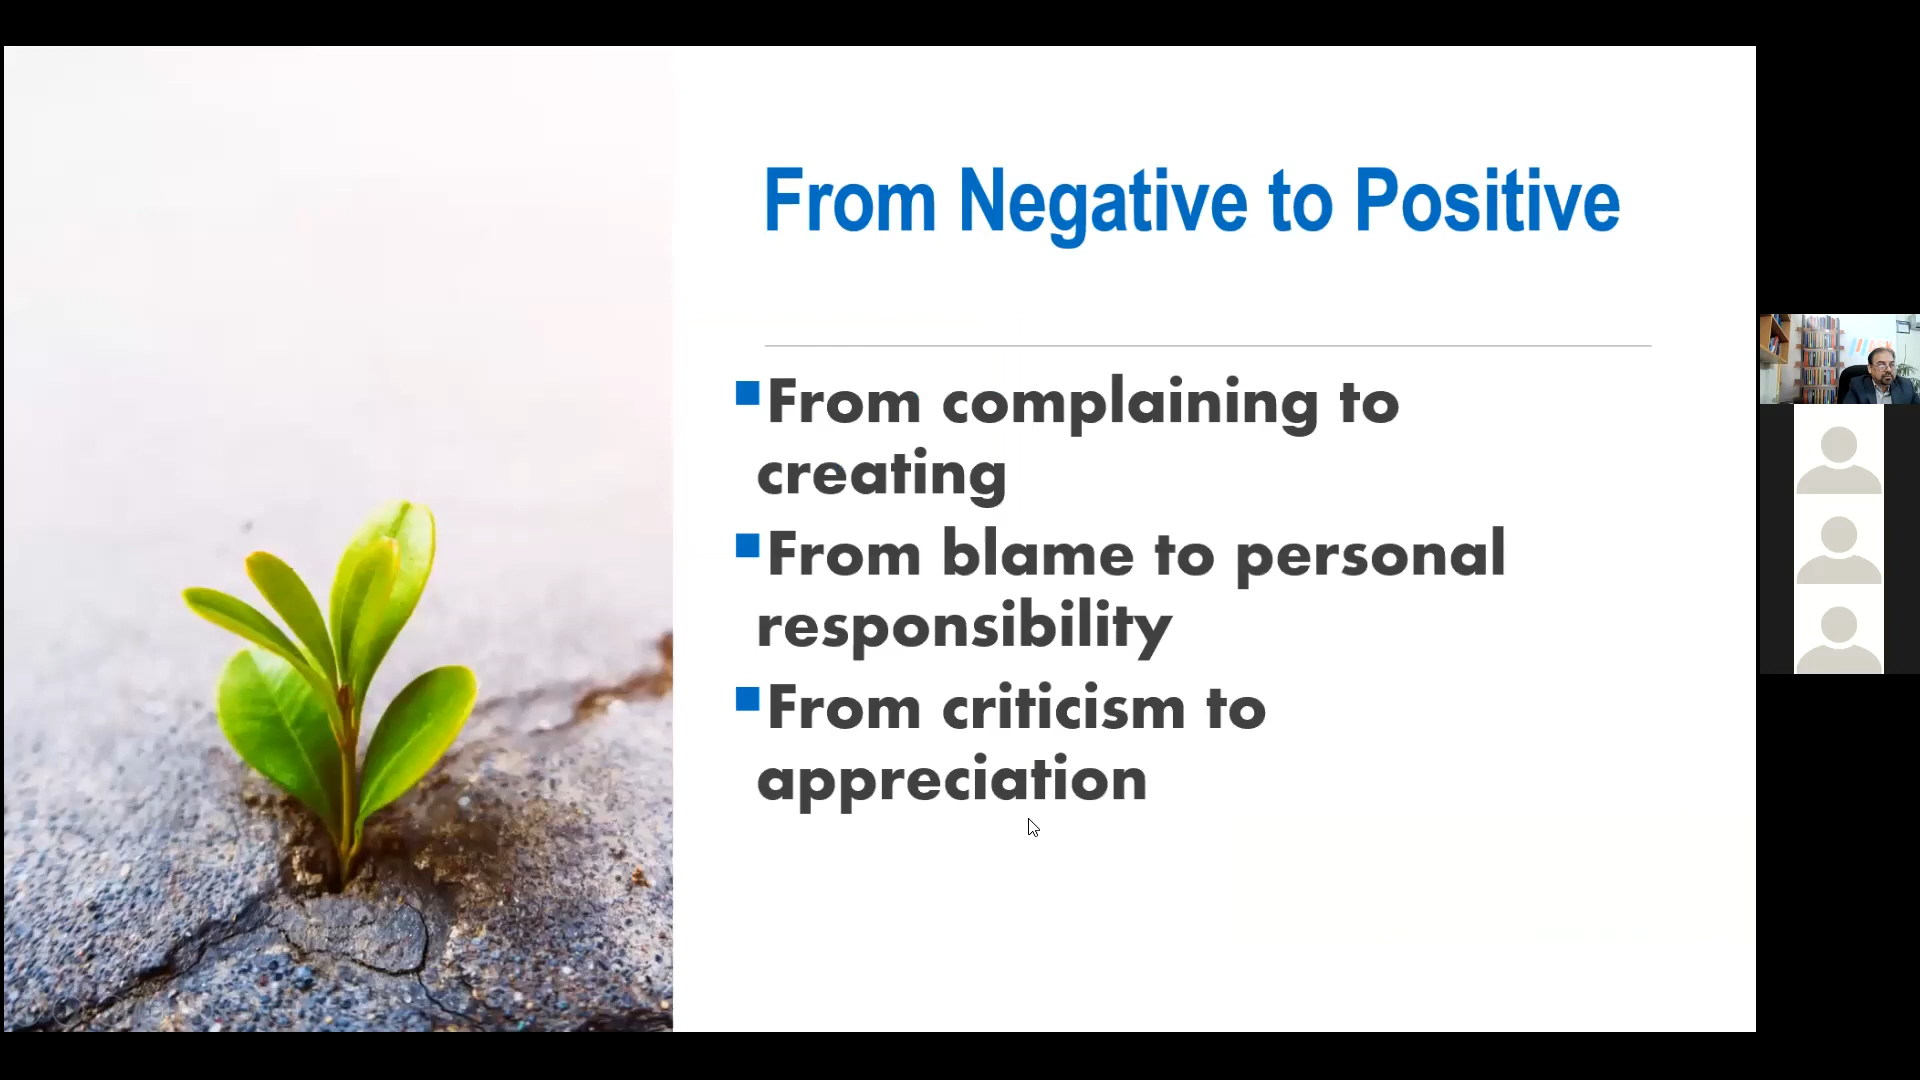 From Negative to Positive
From complaining to
creating
From blame to personal
responsibility
From criticism to
appreciation